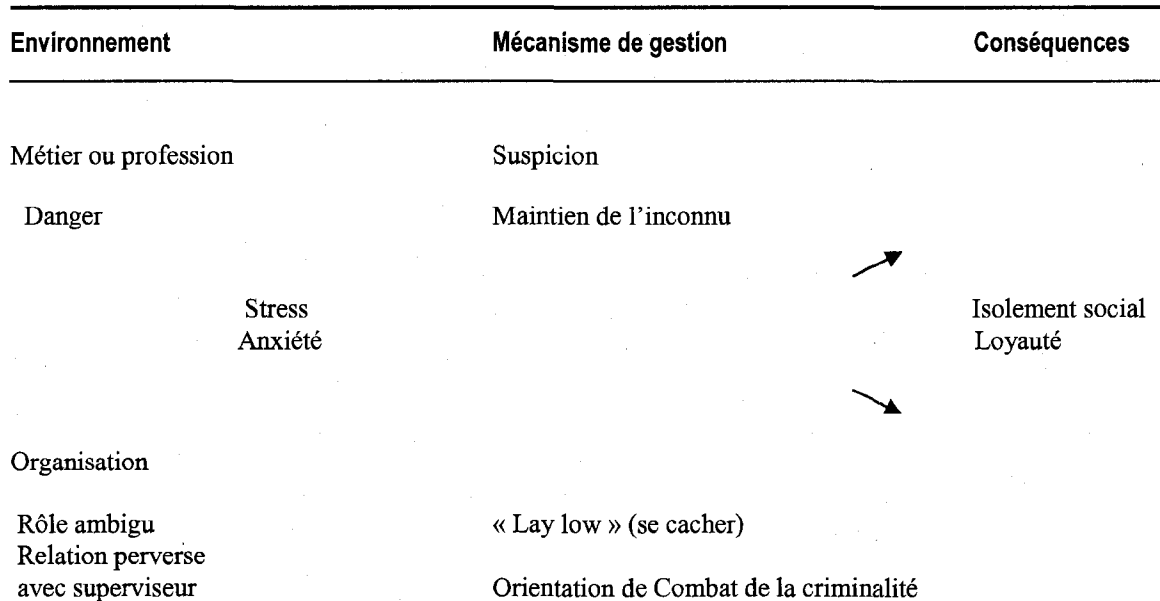 Environnement Mécanisme de gestion Conséquences
Métier ou profession Suspicion
Danger Maintien de l'inconnu
Stress Isolement social
Anxiété Loyauté
Organisation
Rôle ambigu « Lay low » (se cacher)
Relation perverse
avec superviseur Orientation de Combat de la criminalité